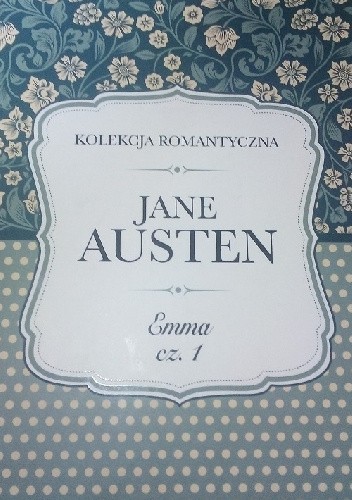 KOLEKCJA ROMANTYCZNA
JANE
AUSTEN
Emma
cz. 1